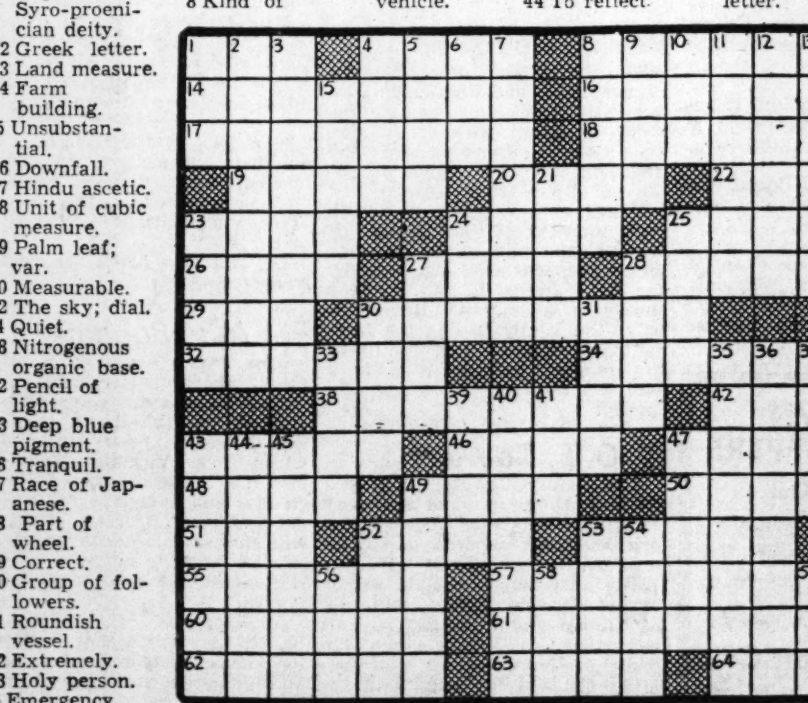 Syro-proeni-
8 Kind of
vehicle.
44 To reflect
letter.
cian deity.
2 Greek letter.
3 Land measure.
4 Farm
building.
5 Unsubstan-
tial.
6 Downfall.
7 Hindu ascetic.
8 Unit of cubic
measure.
9 Palm leaf;
var.
0 Measurable.
2 The sky; dial.
4 Quiet.
8 Nitrogenous
organic base.
2 Pencil of
light.
3 Deep blue
pigment.
Tranquil.
7 Race of Jap-
anese.
Part of
wheel.
9 Correct.
0 Group of fol-
lowers.
1 Roundish
vessel.
2 Extremely.
3 Holy person.
Emergency
1 2 3 4 5 6 7 8 9 10 11 12
14 15 16
17 18
19 20 21 22
23 24 25
26 27 28
29 30 31
32 33 34 35 36
38 39 40 41 42
43 44 45 46 47
48 49 50
51 52 53 54
55 56 57 58
60 61
62 63 64